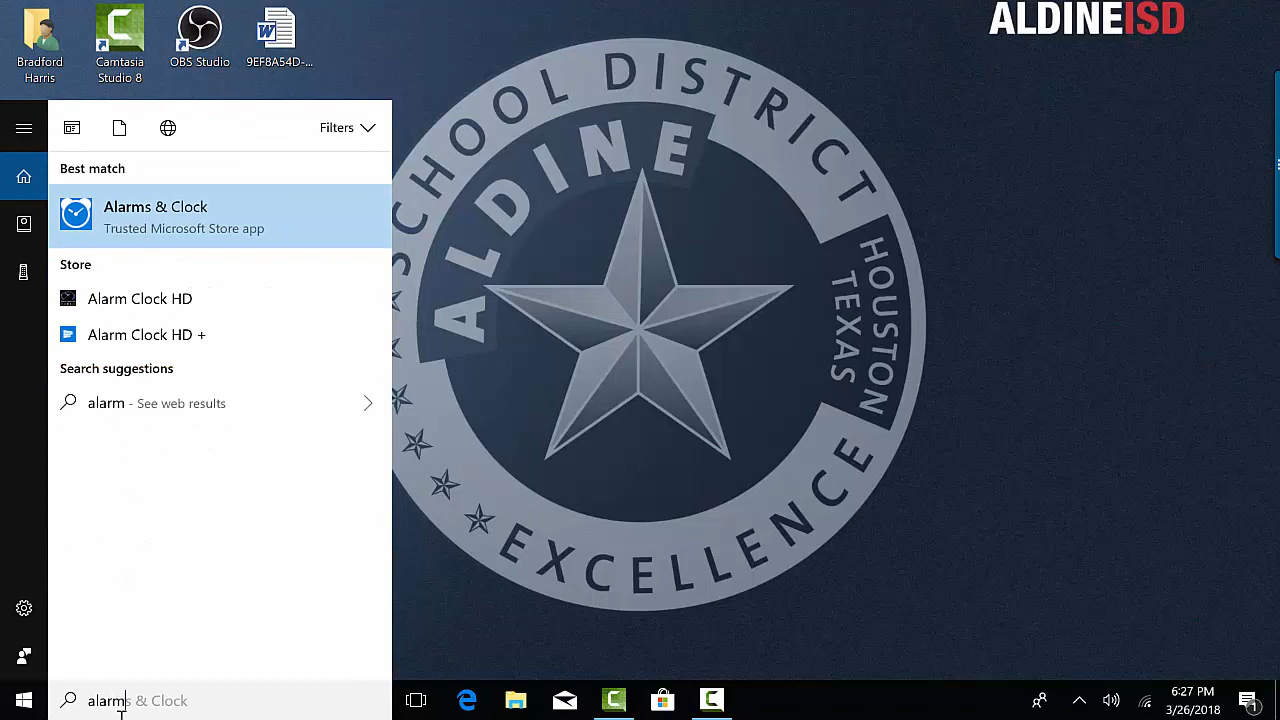 ALDINEISD
Bradford
Harris
Camtasia
Studio 8
OBS Studio
9EF8A54D-...
Filters
Best match
Alarms & Clock
Trusted Microsoft Store app
Store
Alarm Clock HD
Alarm Clock HD +
Search suggestions
alarm - See web results
alarms & Clock
SCHOOL DISTRICT
ALDINE
HOUSTON
TEXAS
EXCELLENCE
6:27 PM
3/26/2018
1